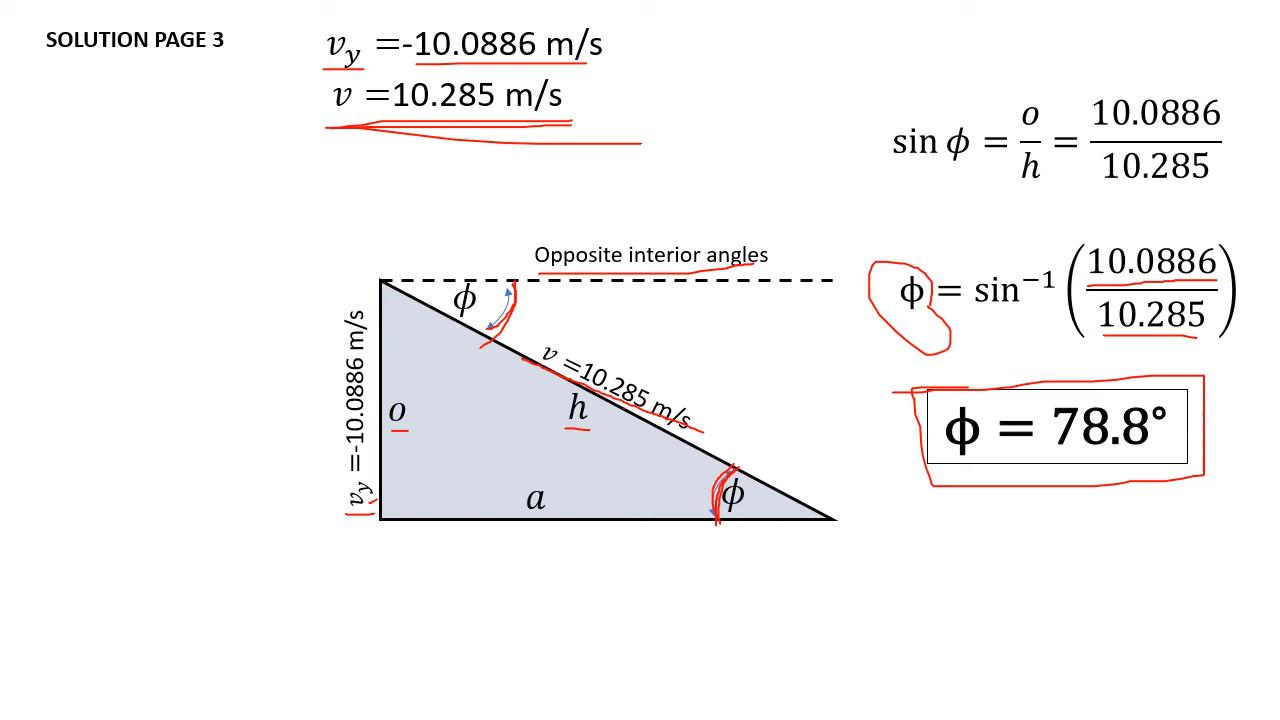 SOLUTION PAGE 3
v_y =-10.0886 m/s
v =10.285 m/s
sin ϕ = o/h = 10.0886/10.285
Opposite interior angles
ϕ
ϕ = sin⁻¹ (10.0886/10.285)
v =10.285 m/s
v_y =-10.0886 m/s
o
h
ϕ = 78.8°
a
ϕ